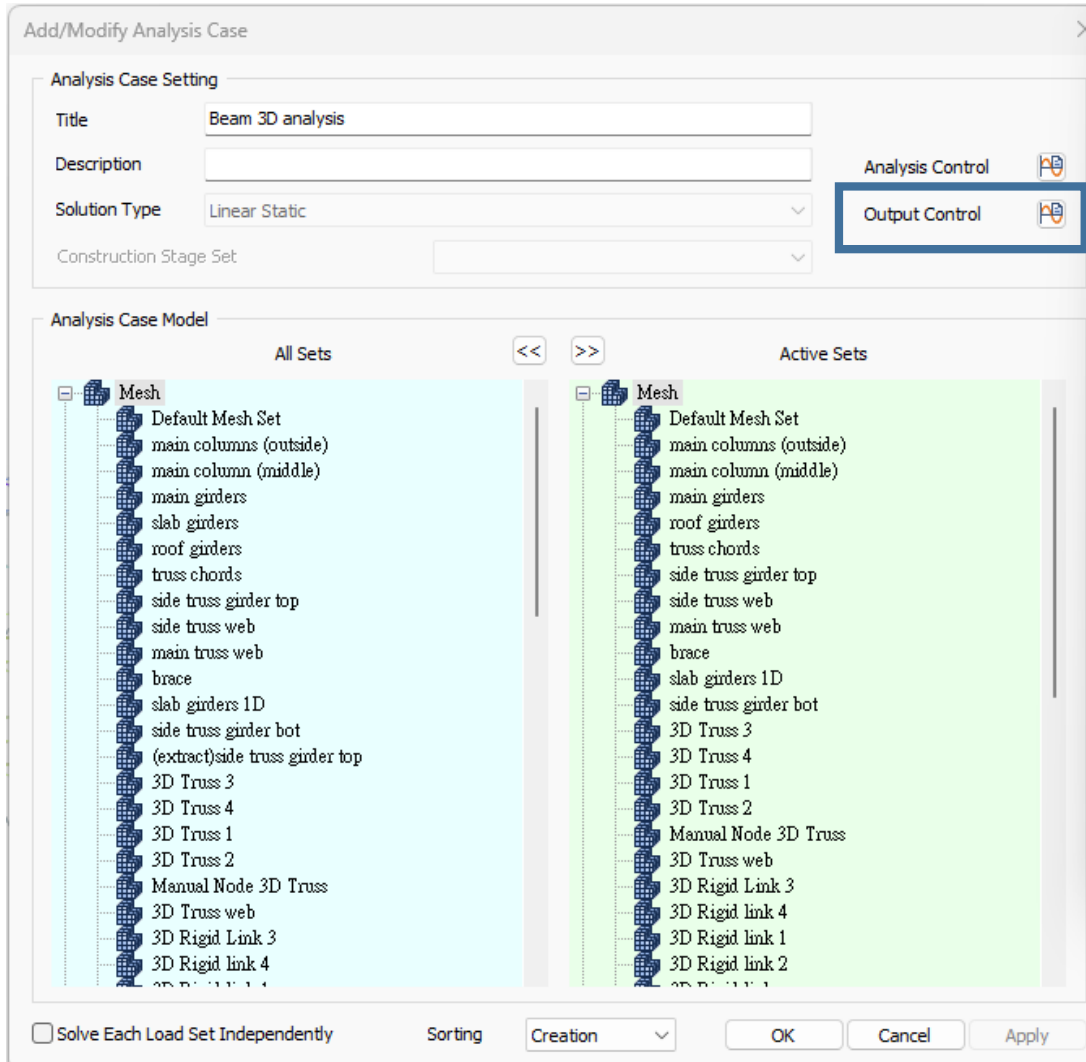 Add/Modify Analysis Case
Analysis Case Setting
Title
Beam 3D analysis
Description
Analysis Control
Solution Type
Linear Static
Output Control
Construction Stage Set
Analysis Case Model
All Sets
<<
>>
Active Sets
Mesh
Default Mesh Set
main columns (outside)
main column (middle)
main girders
slab girders
roof girders
truss chords
side truss girder top
side truss web
main truss web
brace
slab girders 1D
side truss girder bot
(extract)side truss girder top
3D Truss 3
3D Truss 4
3D Truss 1
3D Truss 2
Manual Node 3D Truss
3D Truss web
3D Rigid Link 3
3D Rigid link 4
Mesh
Default Mesh Set
main columns (outside)
main column (middle)
main girders
roof girders
truss chords
side truss girder top
side truss web
main truss web
brace
slab girders 1D
side truss girder bot
3D Truss 3
3D Truss 4
3D Truss 1
3D Truss 2
Manual Node 3D Truss
3D Truss web
3D Rigid Link 3
3D Rigid link 4
3D Rigid link 1
3D Rigid link 2
Solve Each Load Set Independently
Sorting
Creation
OK
Cancel
Apply